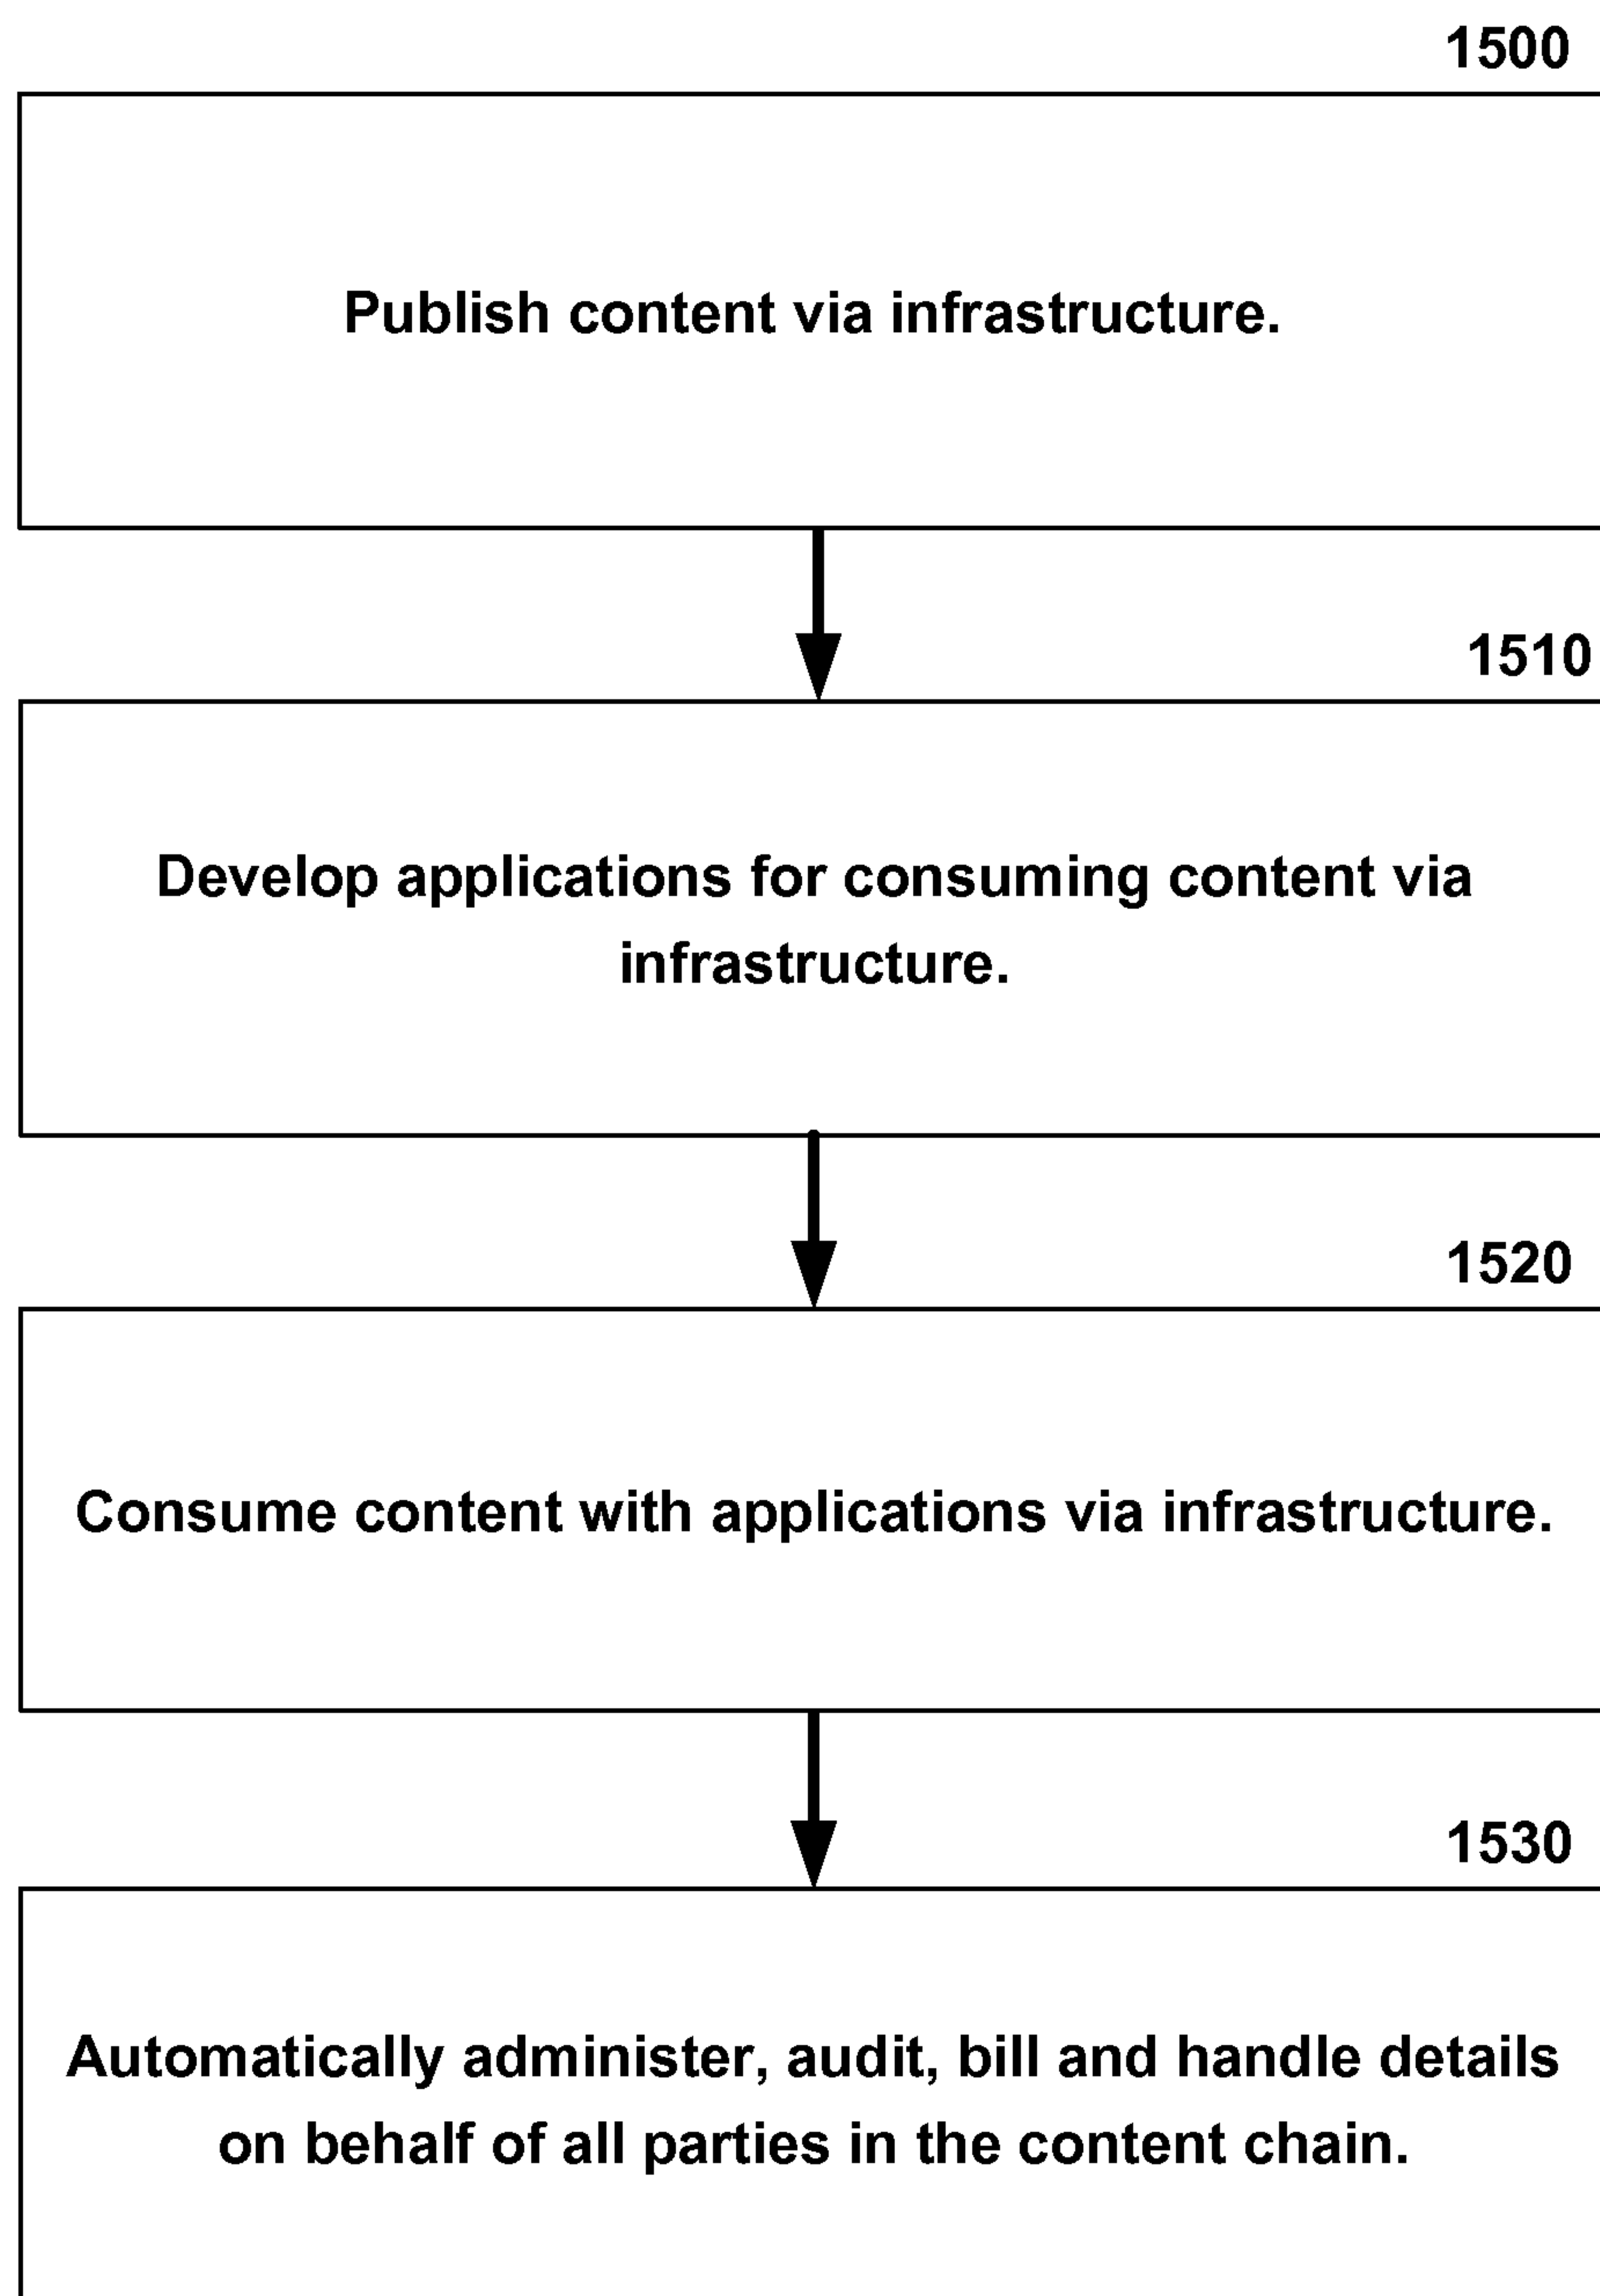 1500
Publish content via infrastructure.
1510
Develop applications for consuming content via
infrastructure.
1520
Consume content with applications via infrastructure.
1530
Automatically administer, audit, bill and handle details
on behalf of all parties in the content chain.